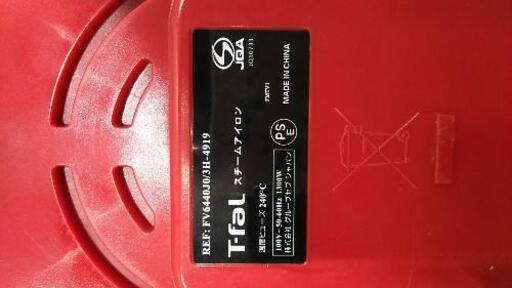 REF: FV6440J0/3H-4919
T-fal スチームアイロン
温度ヒューズ 240°C
100V~50-60Hz 1300W
株式会社 グループセブ ジャパン
PS
E
JQA
MADE IN CHINA